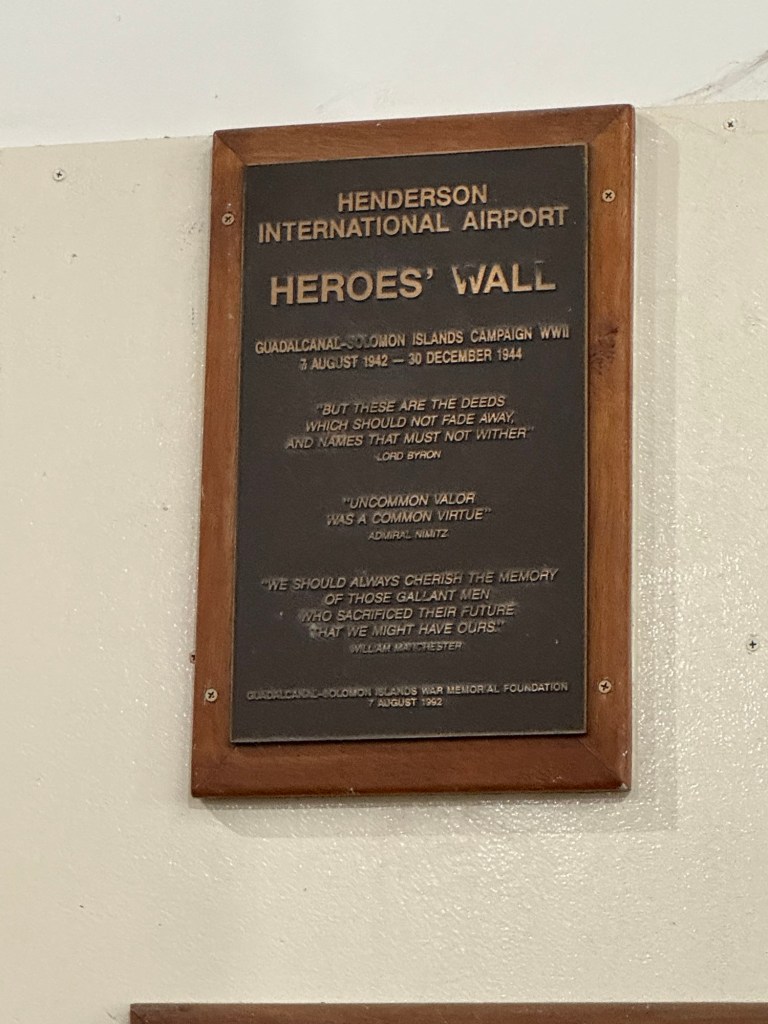 HENDERSON
INTERNATIONAL AIRPORT
HEROES' WALL
GUADALCANAL-SOLOMON ISLANDS CAMPAIGN WWII
7 AUGUST 1942 — 30 DECEMBER 1944
"BUT THESE ARE THE DEEDS
WHICH SHOULD NOT FADE AWAY,
AND NAMES THAT MUST NOT WITHER"
-LORD BYRON
"UNCOMMON VALOR
WAS A COMMON VIRTUE"
ADMIRAL NIMITZ
"WE SHOULD ALWAYS CHERISH THE MEMORY
OF THOSE GALLANT MEN
WHO SACRIFICED THEIR FUTURE
THAT WE MIGHT HAVE OURS."
WILLIAM MANCHESTER
GUADALCANAL-SOLOMON ISLANDS WAR MEMORIAL FOUNDATION
7 AUGUST 1992